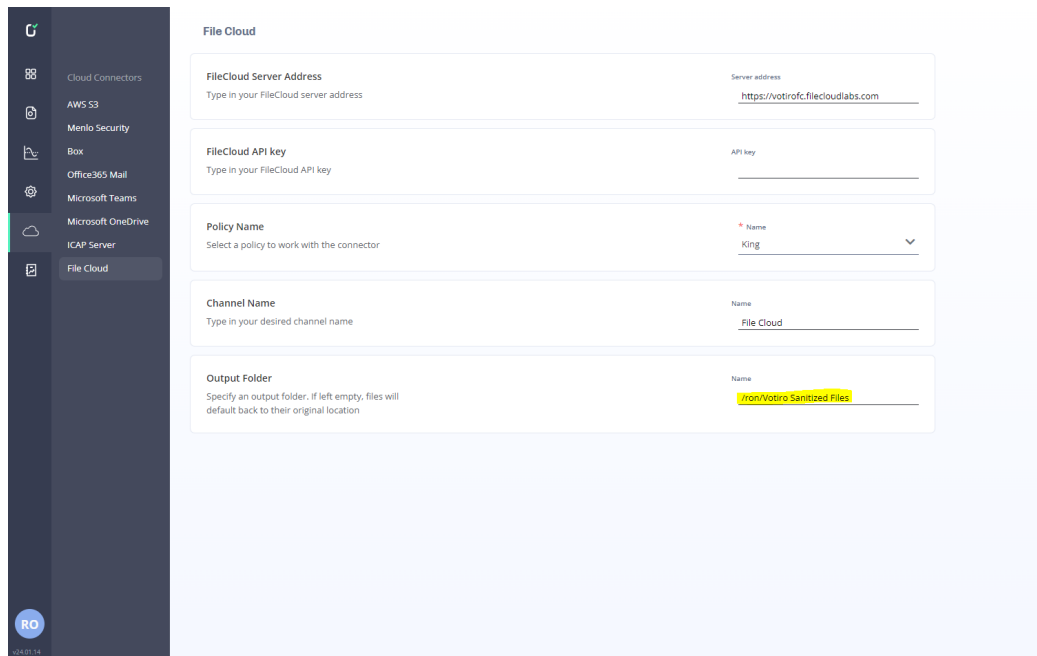 File Cloud
Cloud Connectors
AWS S3
Menlo Security
Box
Office365 Mail
Microsoft Teams
Microsoft OneDrive
ICAP Server
File Cloud
FileCloud Server Address
Type in your FileCloud server address
Server address
https://votirofc.filecloudlabs.com
FileCloud API key
Type in your FileCloud API key
API key
Policy Name
Select a policy to work with the connector
* Name
King
Channel Name
Type in your desired channel name
Name
File Cloud
Output Folder
Specify an output folder. If left empty, files will
default back to their original location
Name
/ron/Votiro Sanitized Files
RO
v24.01.14